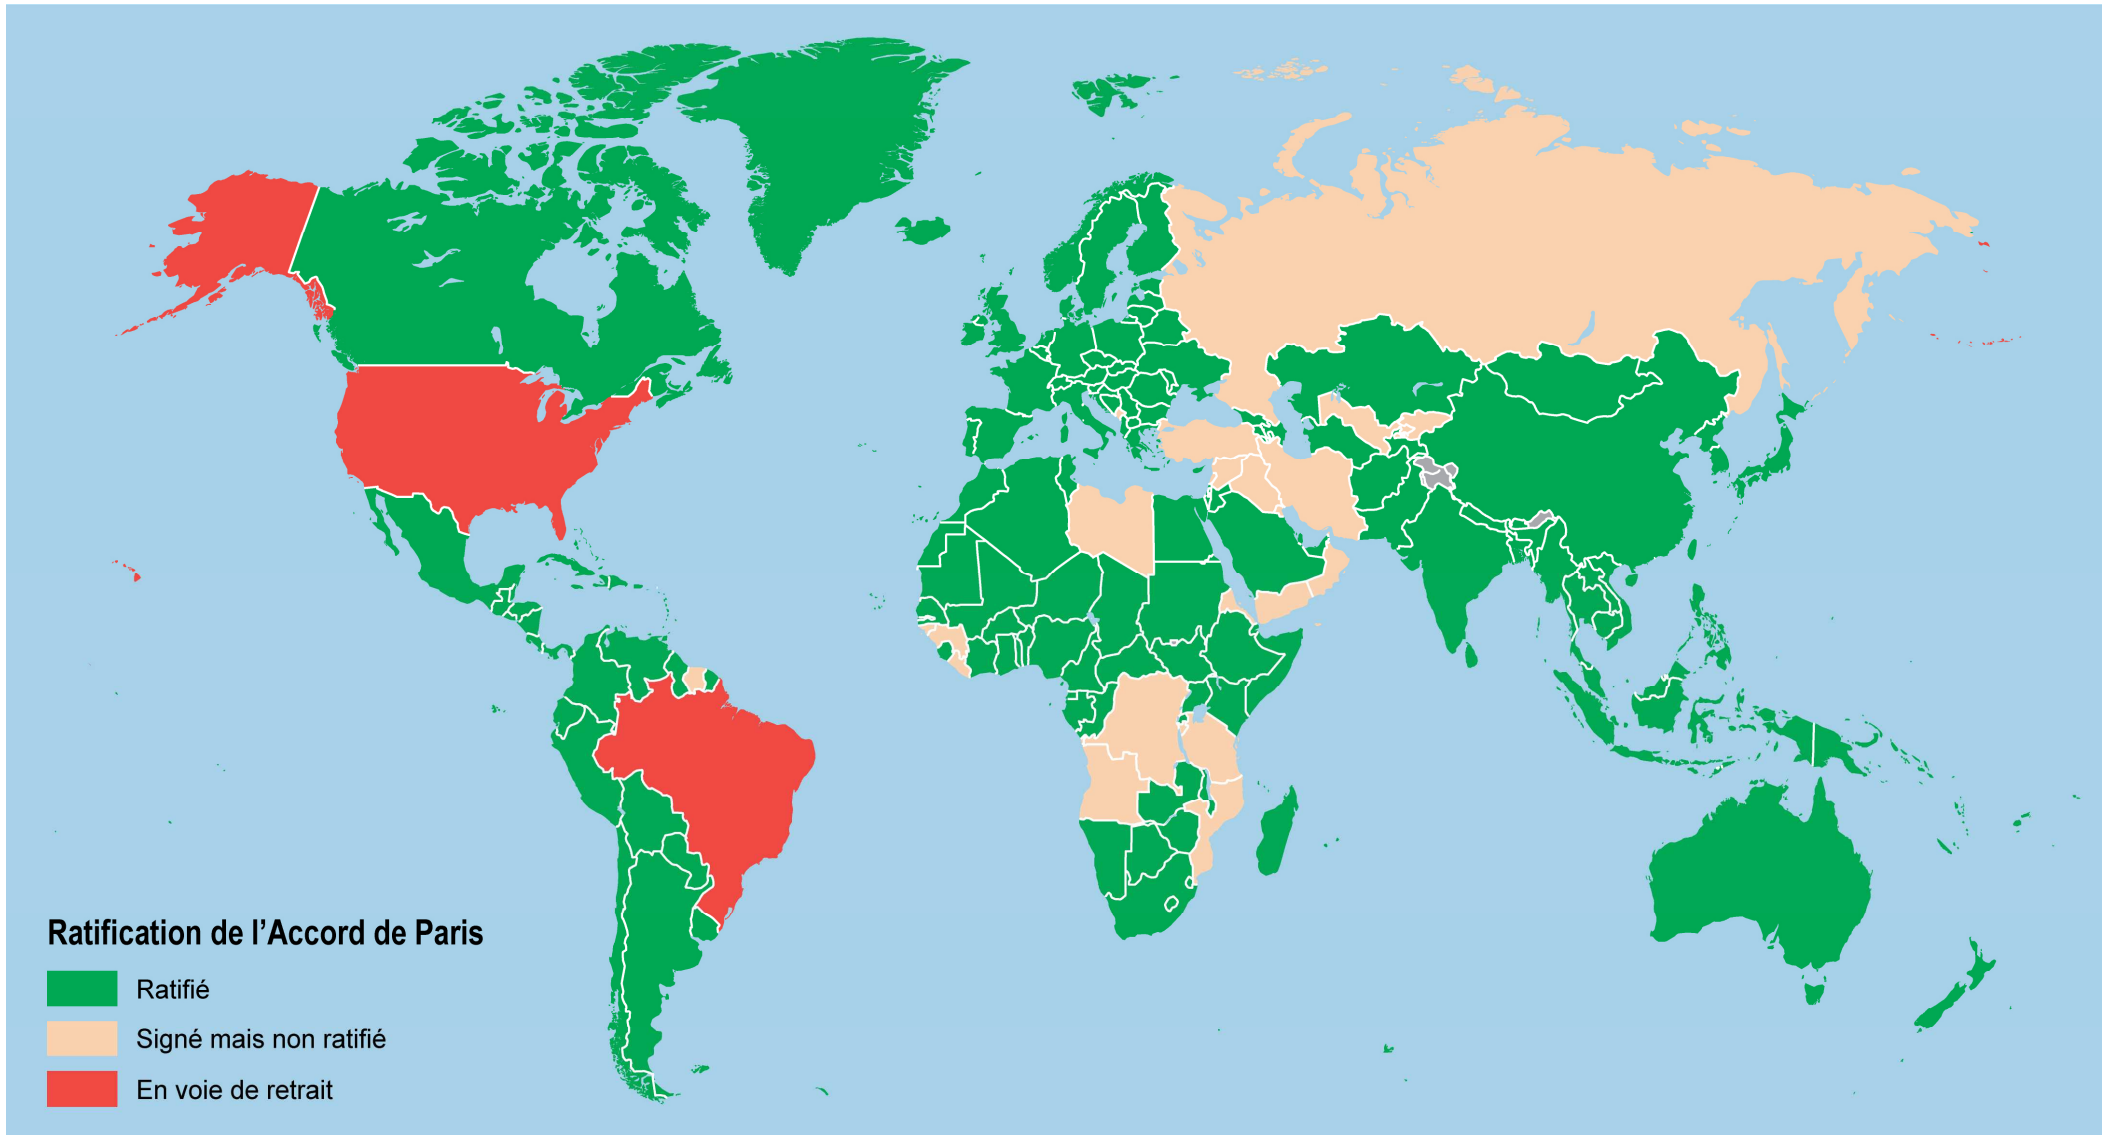 Ratification de l’Accord de Paris
Ratifié
Signé mais non ratifié
En voie de retrait